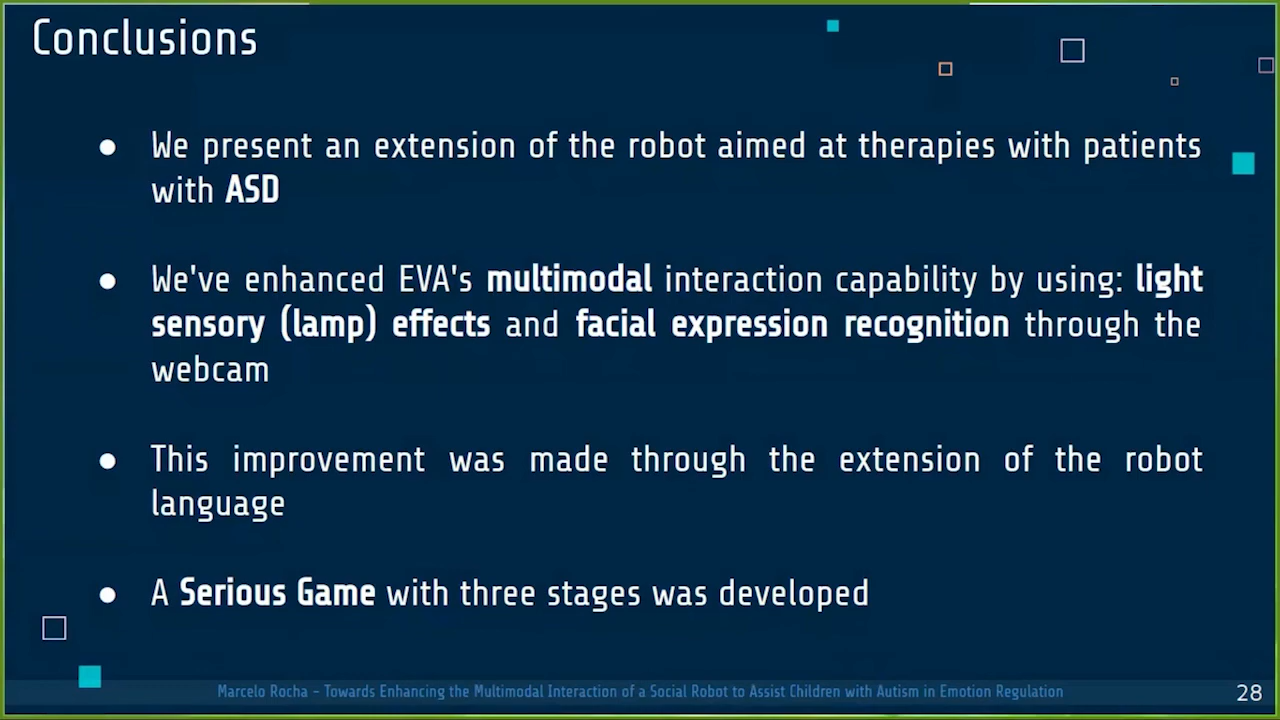 Conclusions
● We present an extension of the robot aimed at therapies with patients
with ASD
● We've enhanced EVA's multimodal interaction capability by using: light
sensory (lamp) effects and facial expression recognition through the
webcam
● This improvement was made through the extension of the robot
language
● A Serious Game with three stages was developed
Marcelo Rocha - Towards Enhancing the Multimodal Interaction of a Social Robot to Assist Children with Autism in Emotion Regulation
28